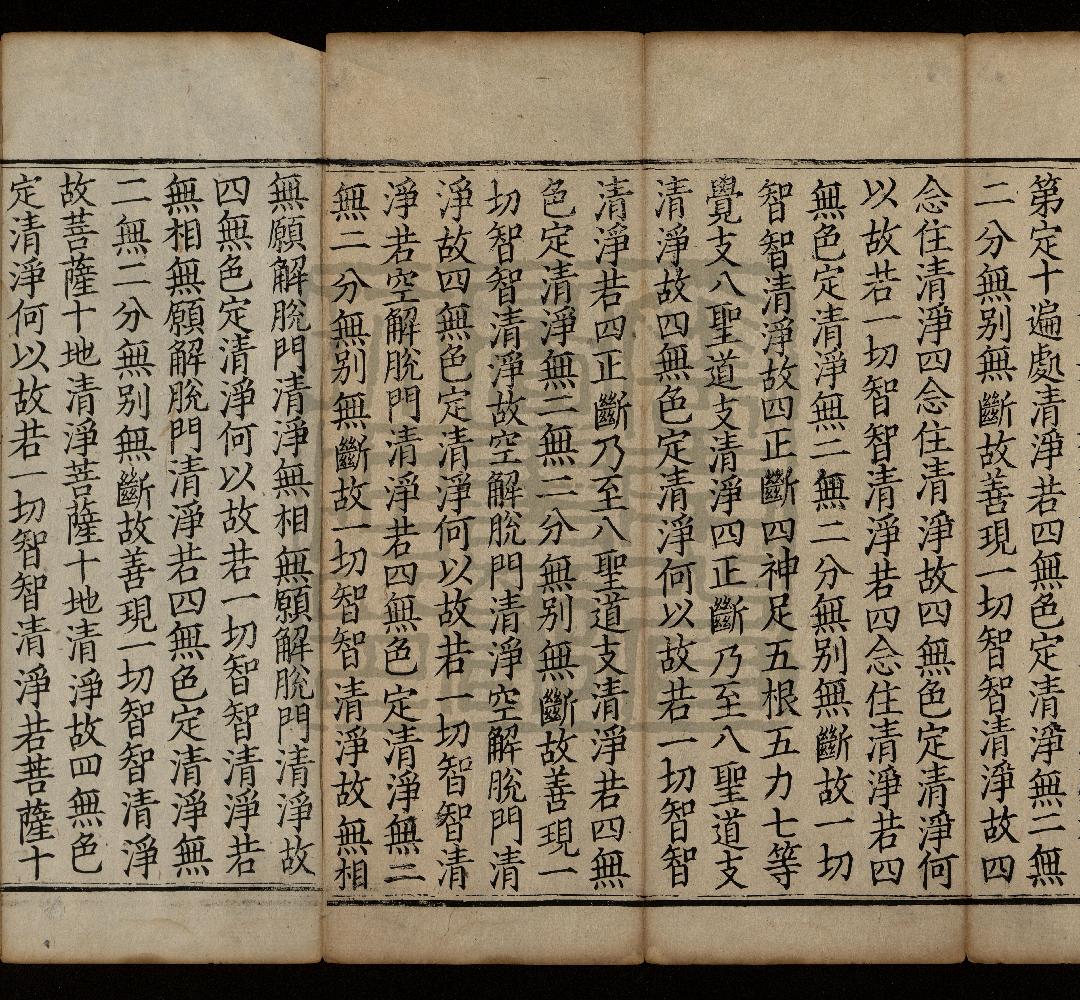 第定十遍處清淨若四無色定清淨無二無
二分無别無斷故善現一切智智清淨故四
念住清淨四念住清淨故四無色定清淨何
以故若一切智智清淨若四念住清淨若四
無色定清淨無二無二分無别無斷故一切
智智清淨故四正斷四神足五根五力七等
覺支八聖道支清淨四正斷乃至八聖道支
清淨故四無色定清淨何以故若一切智智
清淨若四正斷乃至八聖道支清淨若四無
色定清淨無二無二分無别無斷故善現一
切智智清淨故空解脫門清淨空解脫門清
淨故四無色定清淨何以故若一切智智清
淨若空解脫門清淨若四無色定清淨無二
無二分無别無斷故一切智智清淨故無相
無願解脫門清淨無相無願解脫門清淨故
四無色定清淨何以故若一切智智清淨若
無相無願解脫門清淨若四無色定清淨無
二無二分無别無斷故善現一切智智清淨
故菩薩十地清淨菩薩十地清淨故四無色
定清淨何以故若一切智智清淨若菩薩十